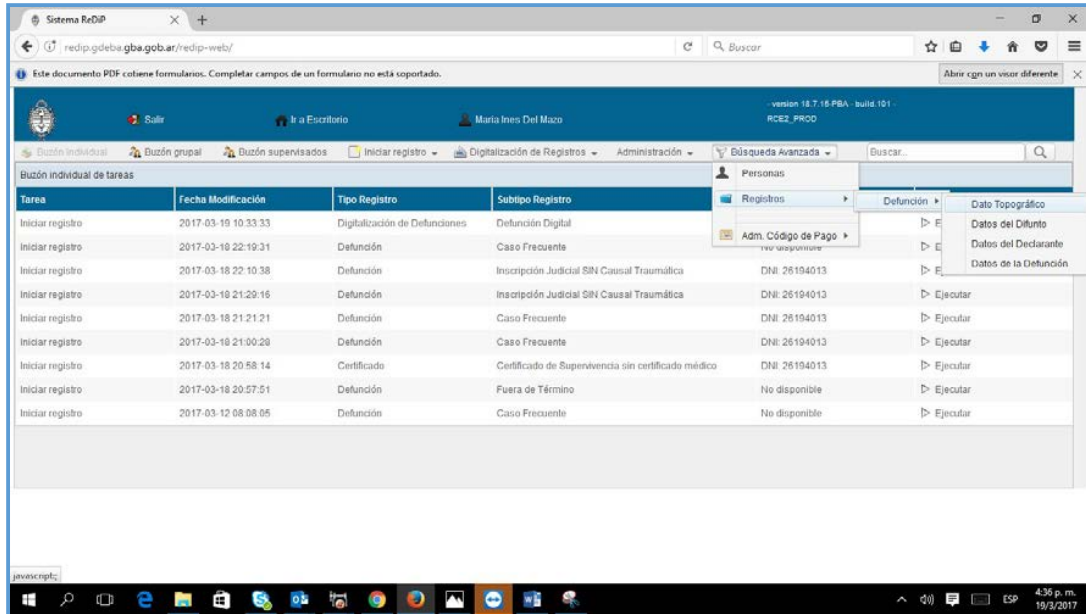 Sistema ReDiP
redip.gdeba.gba.gob.ar/redip-web/
Buscar
Este documento PDF cotiene formularios. Completar campos de un formulario no está soportado.
Abrir con un visor diferente
Salir
Ir a Escritorio
Maria Ines Del Mazo
- version 18.7.15-PBA - build.101 -
RCE2_PROD
Buzón Individual Buzón grupal Buzón supervisados Iniciar registro Digitalización de Registros Administración Búsqueda Avanzada Buscar...
Buzón individual de tareas
Personas
Registros
Adm. Código de Pago
Defunción
Dato Topográfico
Datos del Difunto
Datos del Declarante
Datos de la Defunción
Tarea Fecha Modificación Tipo Registro Subtipo Registro
Iniciar registro 2017-03-19 10:33:33 Digitalización de Defunciones Defunción Digital
Iniciar registro 2017-03-18 22:19:31 Defunción Caso Frecuente No disponible
Iniciar registro 2017-03-18 22:10:38 Defunción Inscripción Judicial SIN Causal Traumática DNI: 26194013
Iniciar registro 2017-03-18 21:29:16 Defunción Inscripción Judicial SIN Causal Traumática DNI: 26194013 Ejecutar
Iniciar registro 2017-03-18 21:21:21 Defunción Caso Frecuente DNI: 26194013 Ejecutar
Iniciar registro 2017-03-18 21:00:28 Defunción Caso Frecuente DNI: 26194013 Ejecutar
Iniciar registro 2017-03-18 20:58:14 Certificado Certificado de Supervivencia sin certificado médico DNI: 26194013 Ejecutar
Iniciar registro 2017-03-18 20:57:51 Defunción Fuera de Término No disponible Ejecutar
Iniciar registro 2017-03-12 08:08:05 Defunción Caso Frecuente No disponible Ejecutar
javascript:;
ESP
4:36 p. m.
19/3/2017